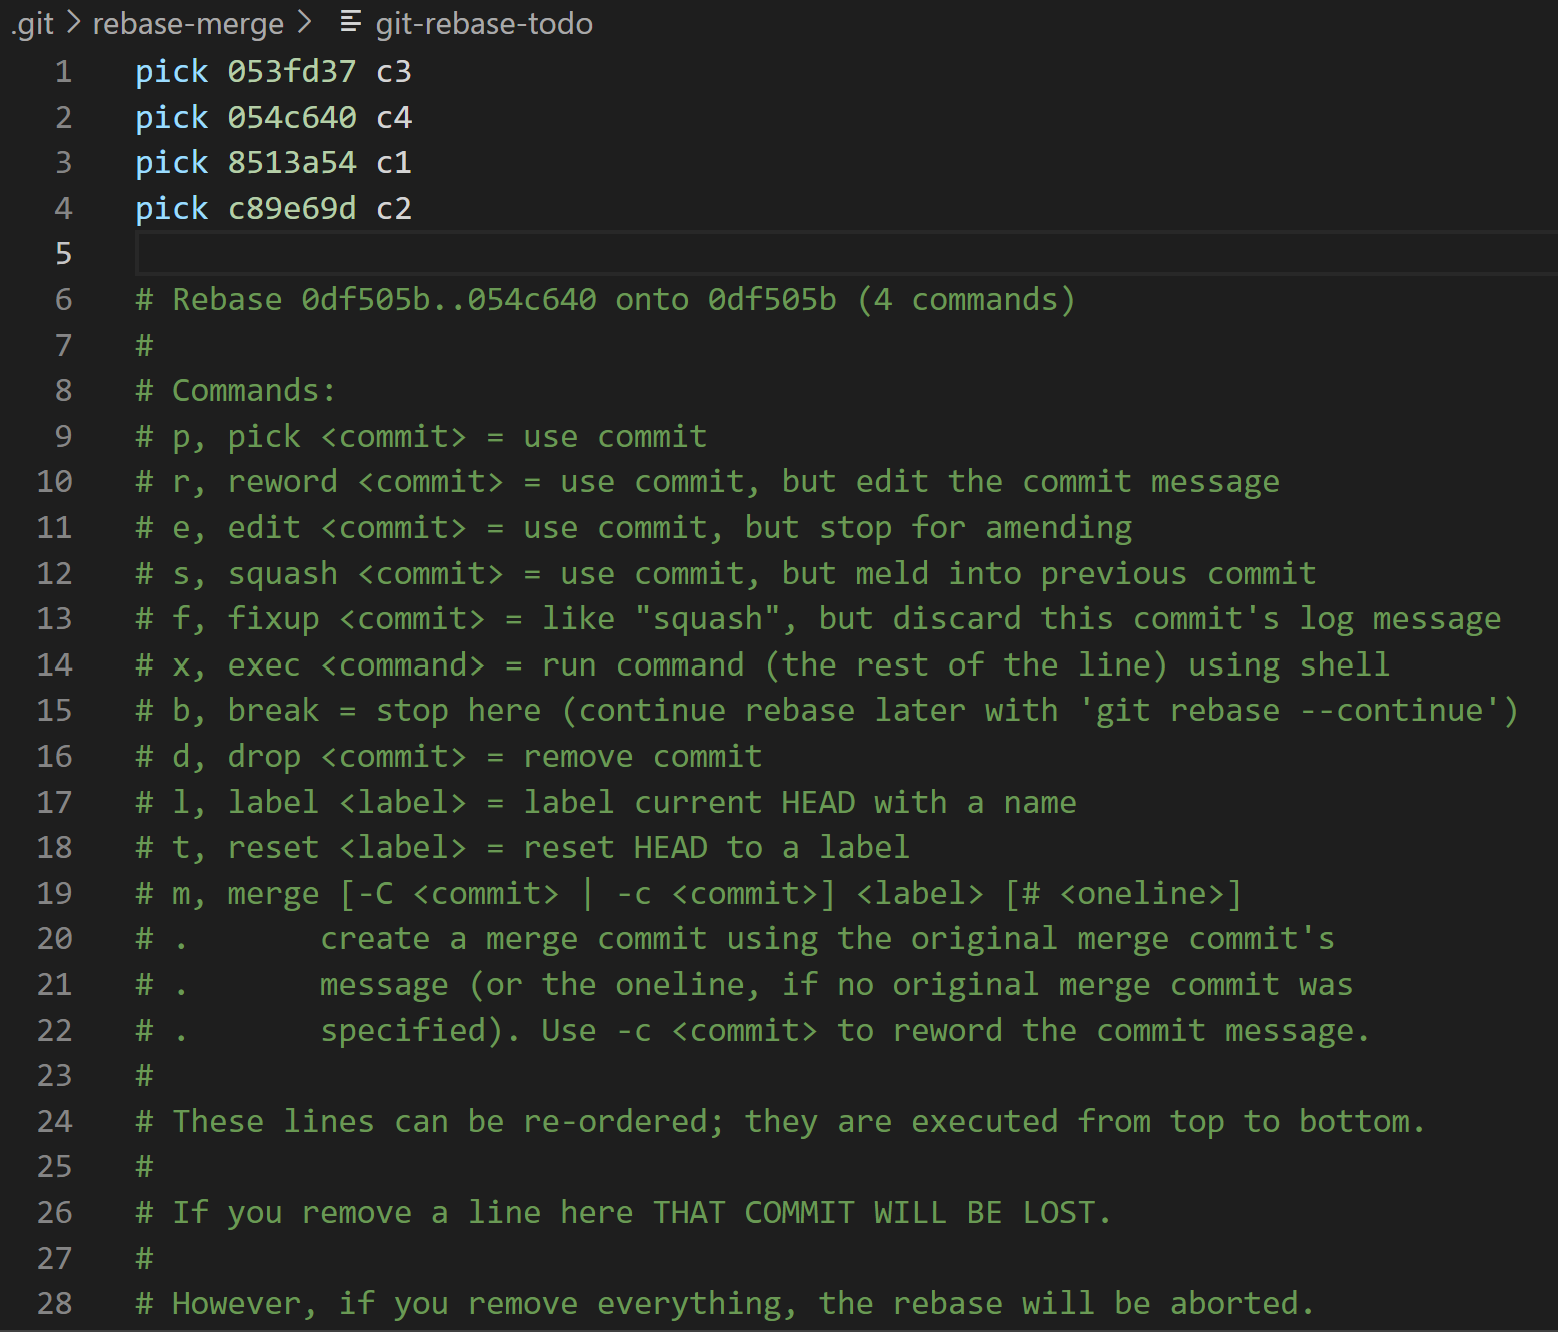 .git > rebase-merge > git-rebase-todo
1 pick 053fd37 c3
2 pick 054c640 c4
3 pick 8513a54 c1
4 pick c89e69d c2
5
6 # Rebase 0df505b..054c640 onto 0df505b (4 commands)
7 #
8 # Commands:
9 # p, pick <commit> = use commit
10 # r, reword <commit> = use commit, but edit the commit message
11 # e, edit <commit> = use commit, but stop for amending
12 # s, squash <commit> = use commit, but meld into previous commit
13 # f, fixup <commit> = like "squash", but discard this commit's log message
14 # x, exec <command> = run command (the rest of the line) using shell
15 # b, break = stop here (continue rebase later with 'git rebase --continue')
16 # d, drop <commit> = remove commit
17 # l, label <label> = label current HEAD with a name
18 # t, reset <label> = reset HEAD to a label
19 # m, merge [-C <commit> | -c <commit>] <label> [# <oneline>]
20 # .       create a merge commit using the original merge commit's
21 # .       message (or the oneline, if no original merge commit was
22 # .       specified). Use -c <commit> to reword the commit message.
23 #
24 # These lines can be re-ordered; they are executed from top to bottom.
25 #
26 # If you remove a line here THAT COMMIT WILL BE LOST.
27 #
28 # However, if you remove everything, the rebase will be aborted.